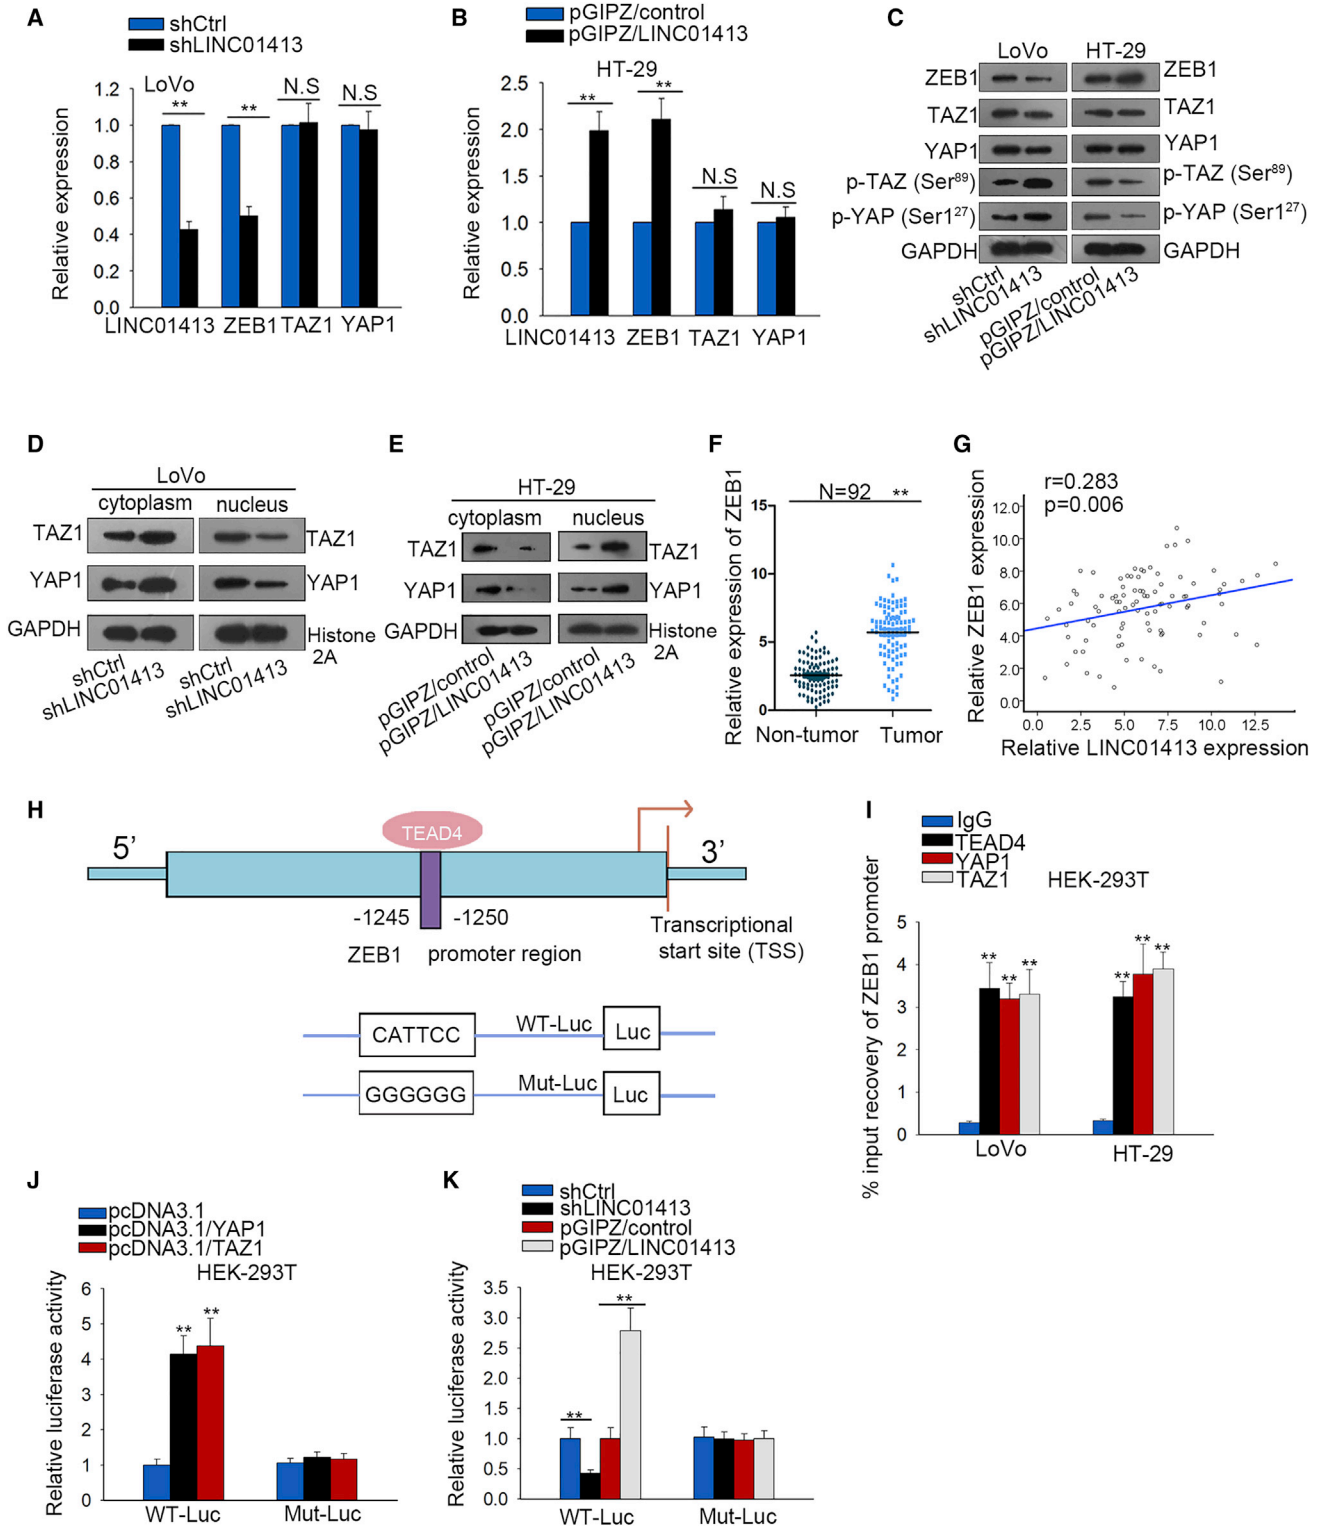 A
shCtrl
shLINC01413
LoVo
Relative expression
1.2
1.0
0.8
0.6
0.4
0.2
0.0
**
**
N.S
N.S
LINC01413
ZEB1
TAZ1
YAP1
B
pGIPZ/control
pGIPZ/LINC01413
HT-29
Relative expression
2.5
2.0
1.5
1.0
0.5
0.0
**
**
N.S
N.S
LINC01413
ZEB1
TAZ1
YAP1
C
LoVo
HT-29
ZEB1
ZEB1
TAZ1
TAZ1
YAP1
YAP1
p-TAZ (Ser89)
p-TAZ (Ser89)
p-YAP (Ser127)
p-YAP (Ser127)
GAPDH
GAPDH
shCtrl
shLINC01413
pGIPZ/control
pGIPZ/LINC01413
D
LoVo
cytoplasm
nucleus
TAZ1
TAZ1
YAP1
YAP1
GAPDH
Histone
2A
shCtrl
shLINC01413
shCtrl
shLINC01413
E
HT-29
cytoplasm
nucleus
TAZ1
TAZ1
YAP1
YAP1
GAPDH
Histone
2A
pGIPZ/control
pGIPZ/LINC01413
pGIPZ/control
pGIPZ/LINC01413
F
Relative expression of ZEB1
15
10
5
0
N=92
**
Non-tumor
Tumor
G
r=0.283
p=0.006
Relative ZEB1 expression
12.0
10.0
8.0
6.0
4.0
2.0
0.0
0.0
2.5
5.0
7.5
10.0
12.5
Relative LINC01413 expression
H
TEAD4
5’
3’
-1245
-1250
ZEB1
promoter region
Transcriptional
start site (TSS)
CATTCC
WT-Luc
Luc
GGGGGG
Mut-Luc
Luc
I
IgG
TEAD4
YAP1
TAZ1
HEK-293T
% input recovery of ZEB1 promoter
5
4
3
2
1
0
**
**
**
**
**
**
LoVo
HT-29
J
pcDNA3.1
pcDNA3.1/YAP1
pcDNA3.1/TAZ1
HEK-293T
Relative luciferase activity
6
5
4
3
2
1
0
**
**
WT-Luc
Mut-Luc
K
shCtrl
shLINC01413
pGIPZ/control
pGIPZ/LINC01413
HEK-293T
Relative luciferase activity
3.5
3.0
2.5
2.0
1.5
1.0
0.5
0.0
**
**
WT-Luc
Mut-Luc